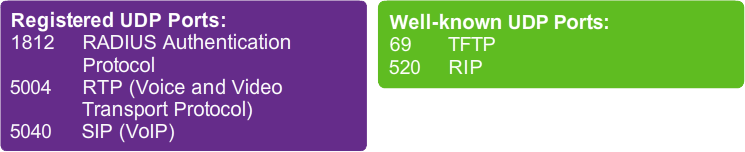 Registered UDP Ports:
1812 RADIUS Authentication
Protocol
5004 RTP (Voice and Video
Transport Protocol)
5040 SIP (VoIP)
Well-known UDP Ports:
69 TFTP
520 RIP